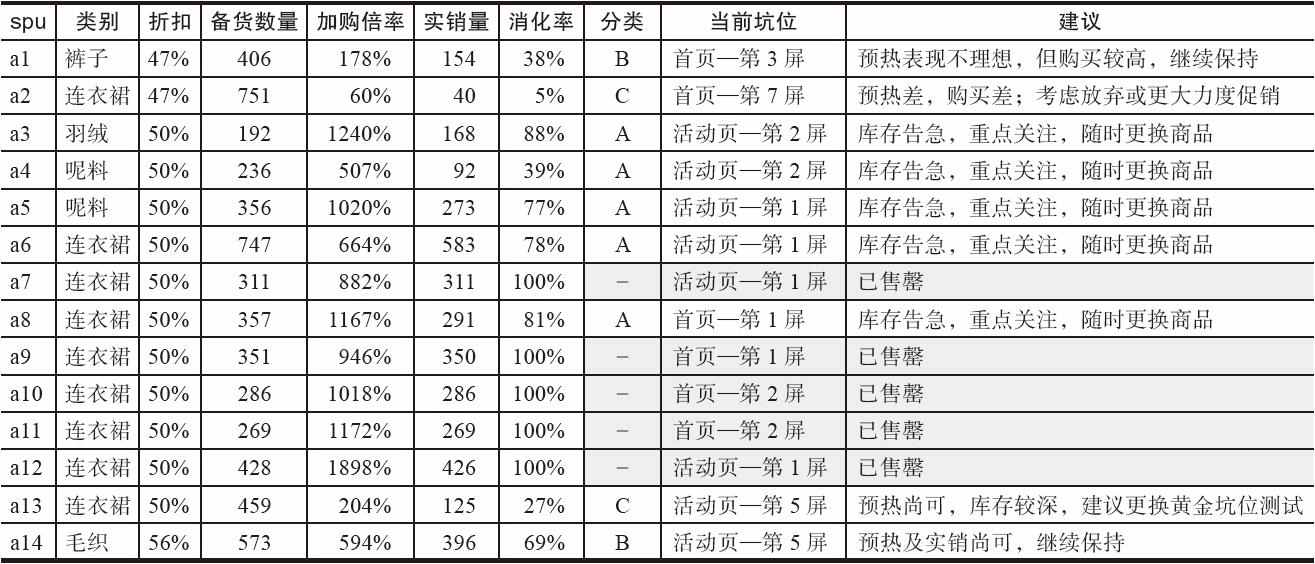 spu 类别 折扣 备货数量 加购倍率 实销量 消化率 分类 当前坑位 建议
a1 裤子 47% 406 178% 154 38% B 首页—第 3 屏 预热表现不理想，但购买较高，继续保持
a2 连衣裙 47% 751 60% 40 5% C 首页—第 7 屏 预热差，购买差；考虑放弃或更大力度促销
a3 羽绒 50% 192 1240% 168 88% A 活动页—第 2 屏 库存告急，重点关注，随时更换商品
a4 呢料 50% 236 507% 92 39% A 活动页—第 2 屏 库存告急，重点关注，随时更换商品
a5 呢料 50% 356 1020% 273 77% A 活动页—第 1 屏 库存告急，重点关注，随时更换商品
a6 连衣裙 50% 747 664% 583 78% A 活动页—第 1 屏 库存告急，重点关注，随时更换商品
a7 连衣裙 50% 311 882% 311 100% – 活动页—第 1 屏 已售罄
a8 连衣裙 50% 357 1167% 291 81% A 首页—第 1 屏 库存告急，重点关注，随时更换商品
a9 连衣裙 50% 351 946% 350 100% – 首页—第 1 屏 已售罄
a10 连衣裙 50% 286 1018% 286 100% – 首页—第 2 屏 已售罄
a11 连衣裙 50% 269 1172% 269 100% – 首页—第 2 屏 已售罄
a12 连衣裙 50% 428 1898% 426 100% – 活动页—第 1 屏 已售罄
a13 连衣裙 50% 459 204% 125 27% C 活动页—第 5 屏 预热尚可，库存较深，建议更换黄金坑位测试
a14 毛织 56% 573 594% 396 69% B 活动页—第 5 屏 预热及实销尚可，继续保持